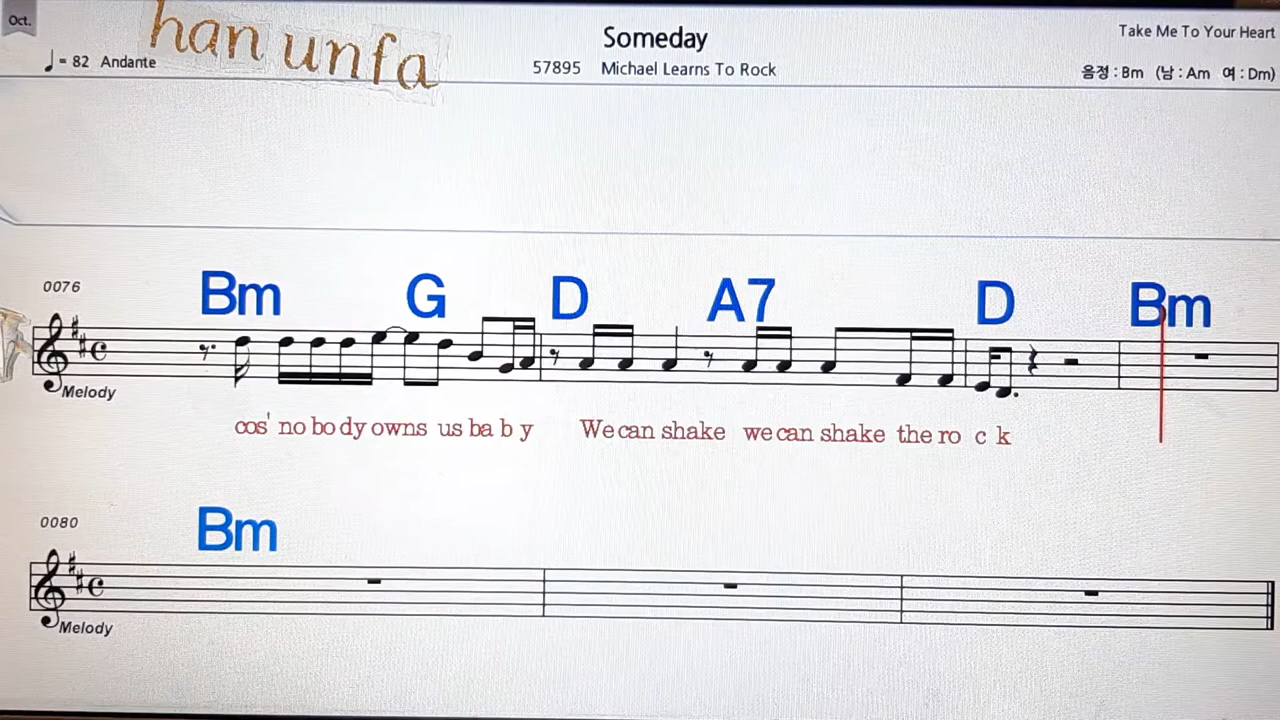 Oct.
han unfa
Someday
Take Me To Your Heart
♩= 82 Andante
57895 Michael Learns To Rock
음정 : Bm (남 : Am 여 : Dm)
0076
Bm G D A7 D Bm
Melody
cos' no bo dy owns us ba b y We can shake we can shake the ro c k
0080
Bm
Melody